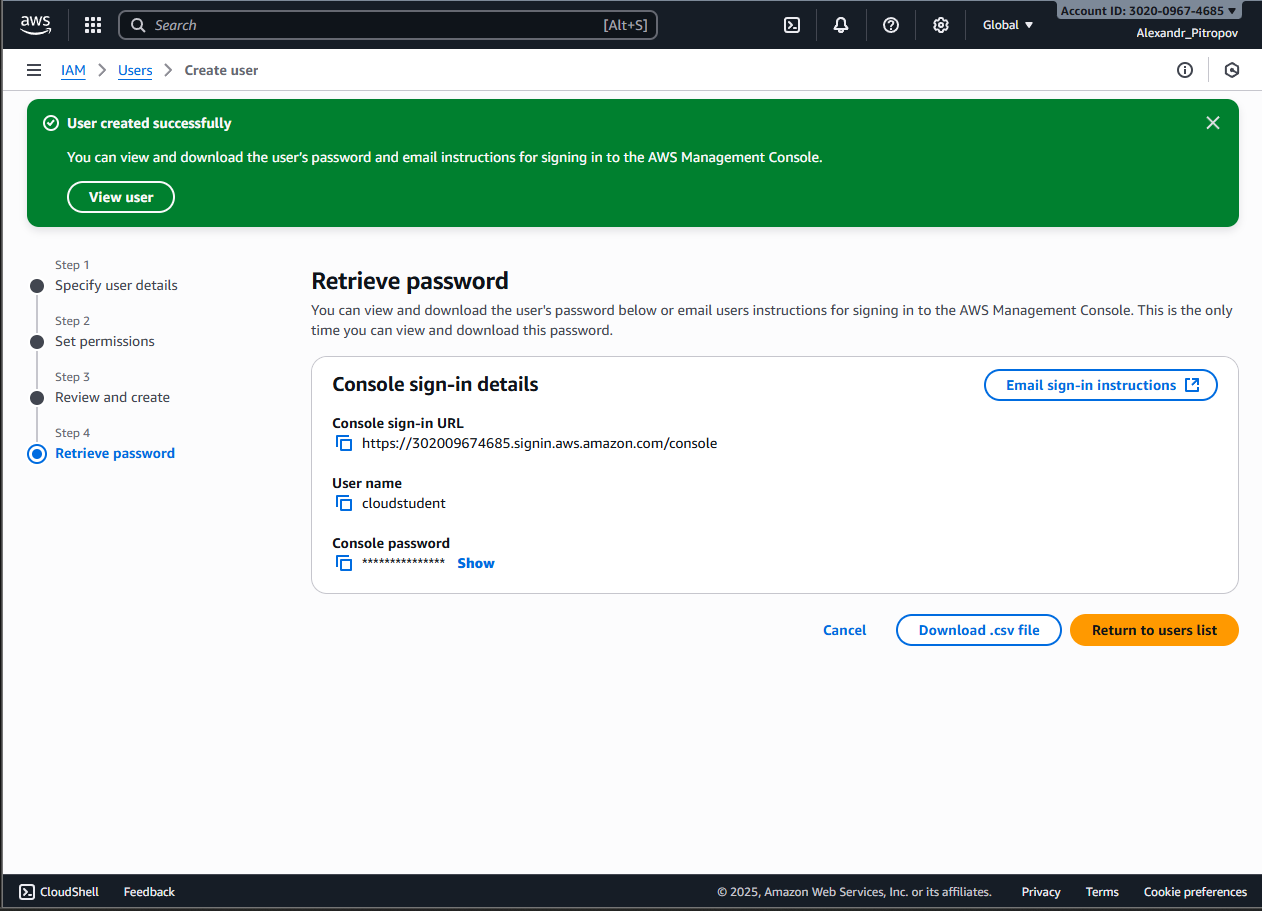 aws
Search
[Alt+S]
Global
Account ID: 3020-0967-4685
Alexandr_Pitropov
IAM
Users
Create user
User created successfully
You can view and download the user's password and email instructions for signing in to the AWS Management Console.
View user
Step 1
Specify user details
Step 2
Set permissions
Step 3
Review and create
Step 4
Retrieve password
Retrieve password
You can view and download the user's password below or email users instructions for signing in to the AWS Management Console. This is the only
time you can view and download this password.
Console sign-in details
Email sign-in instructions
Console sign-in URL
https://302009674685.signin.aws.amazon.com/console
User name
cloudstudent
Console password
*************** Show
Cancel
Download .csv file
Return to users list
CloudShell
Feedback
© 2025, Amazon Web Services, Inc. or its affiliates.
Privacy
Terms
Cookie preferences